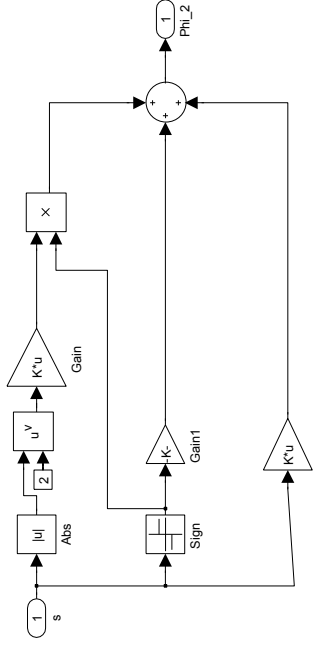 1
s
|u|
Abs
2
u^v
K*u
Gain
×
Sign
-K-
Gain1
K*u
+
+
+
1
Phi_2